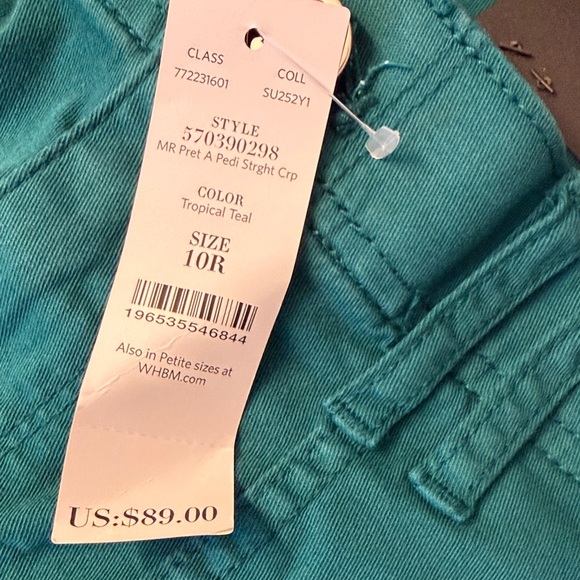 CLASS
772231601
COLL
SU252Y1
STYLE
570390298
MR Pret A Pedi Strght Crp
COLOR
Tropical Teal
SIZE
10R
196535546844
Also in Petite sizes at
WHBM.com
US:$89.00